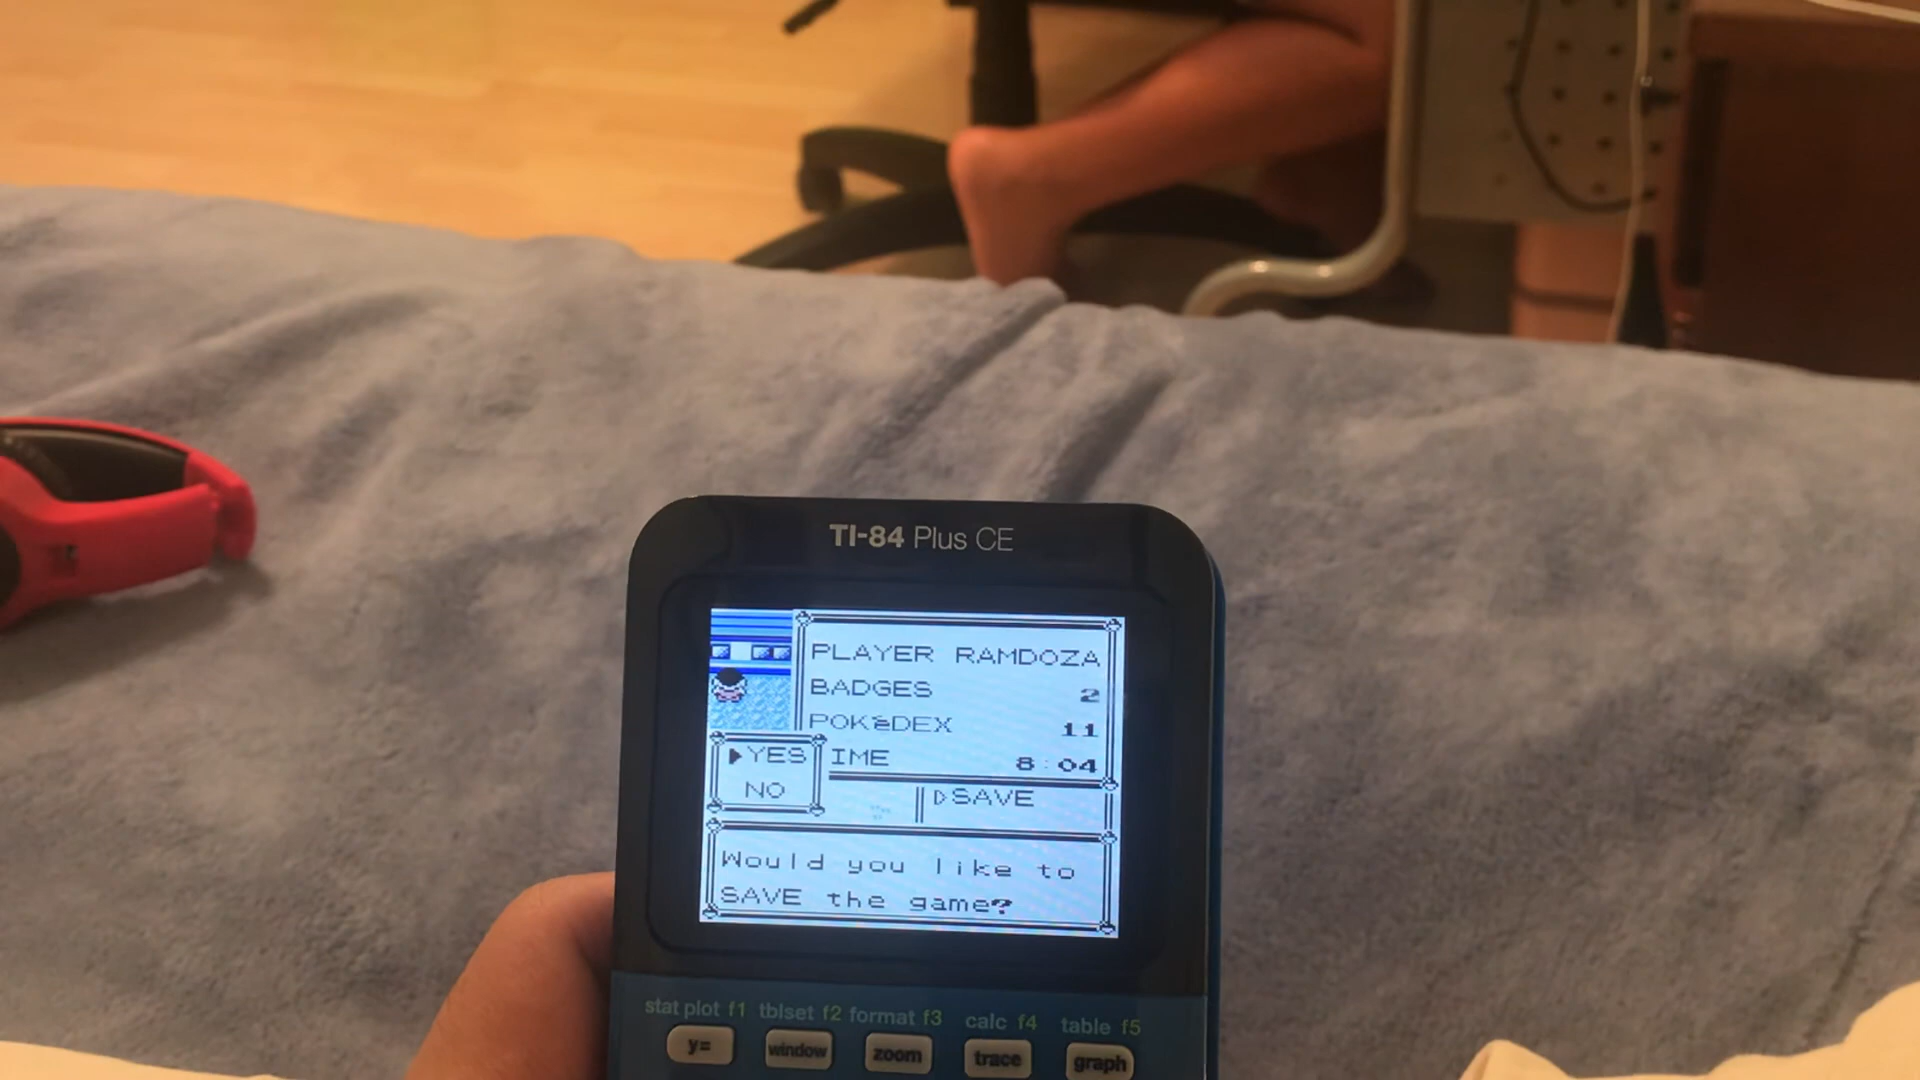 TI-84 Plus CE
PLAYER RAMDOZA
BADGES 2
POKéDEX 11
IME 8:04
▶YES
NO
▷SAVE
Would you like to
SAVE the game?
stat plot f1 tblset f2 format f3 calc f4 table f5
y= window zoom trace graph